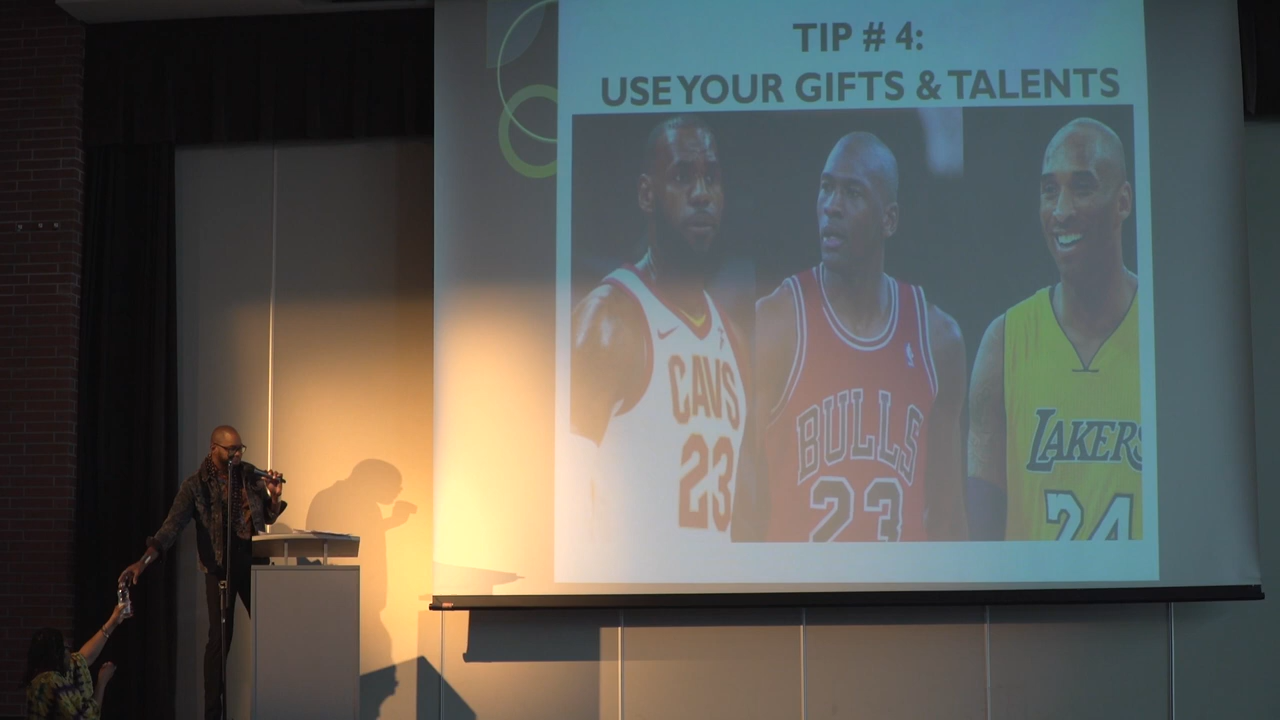 TIP # 4:
USE YOUR GIFTS & TALENTS
CAVS
23
BULLS
23
LAKERS
24